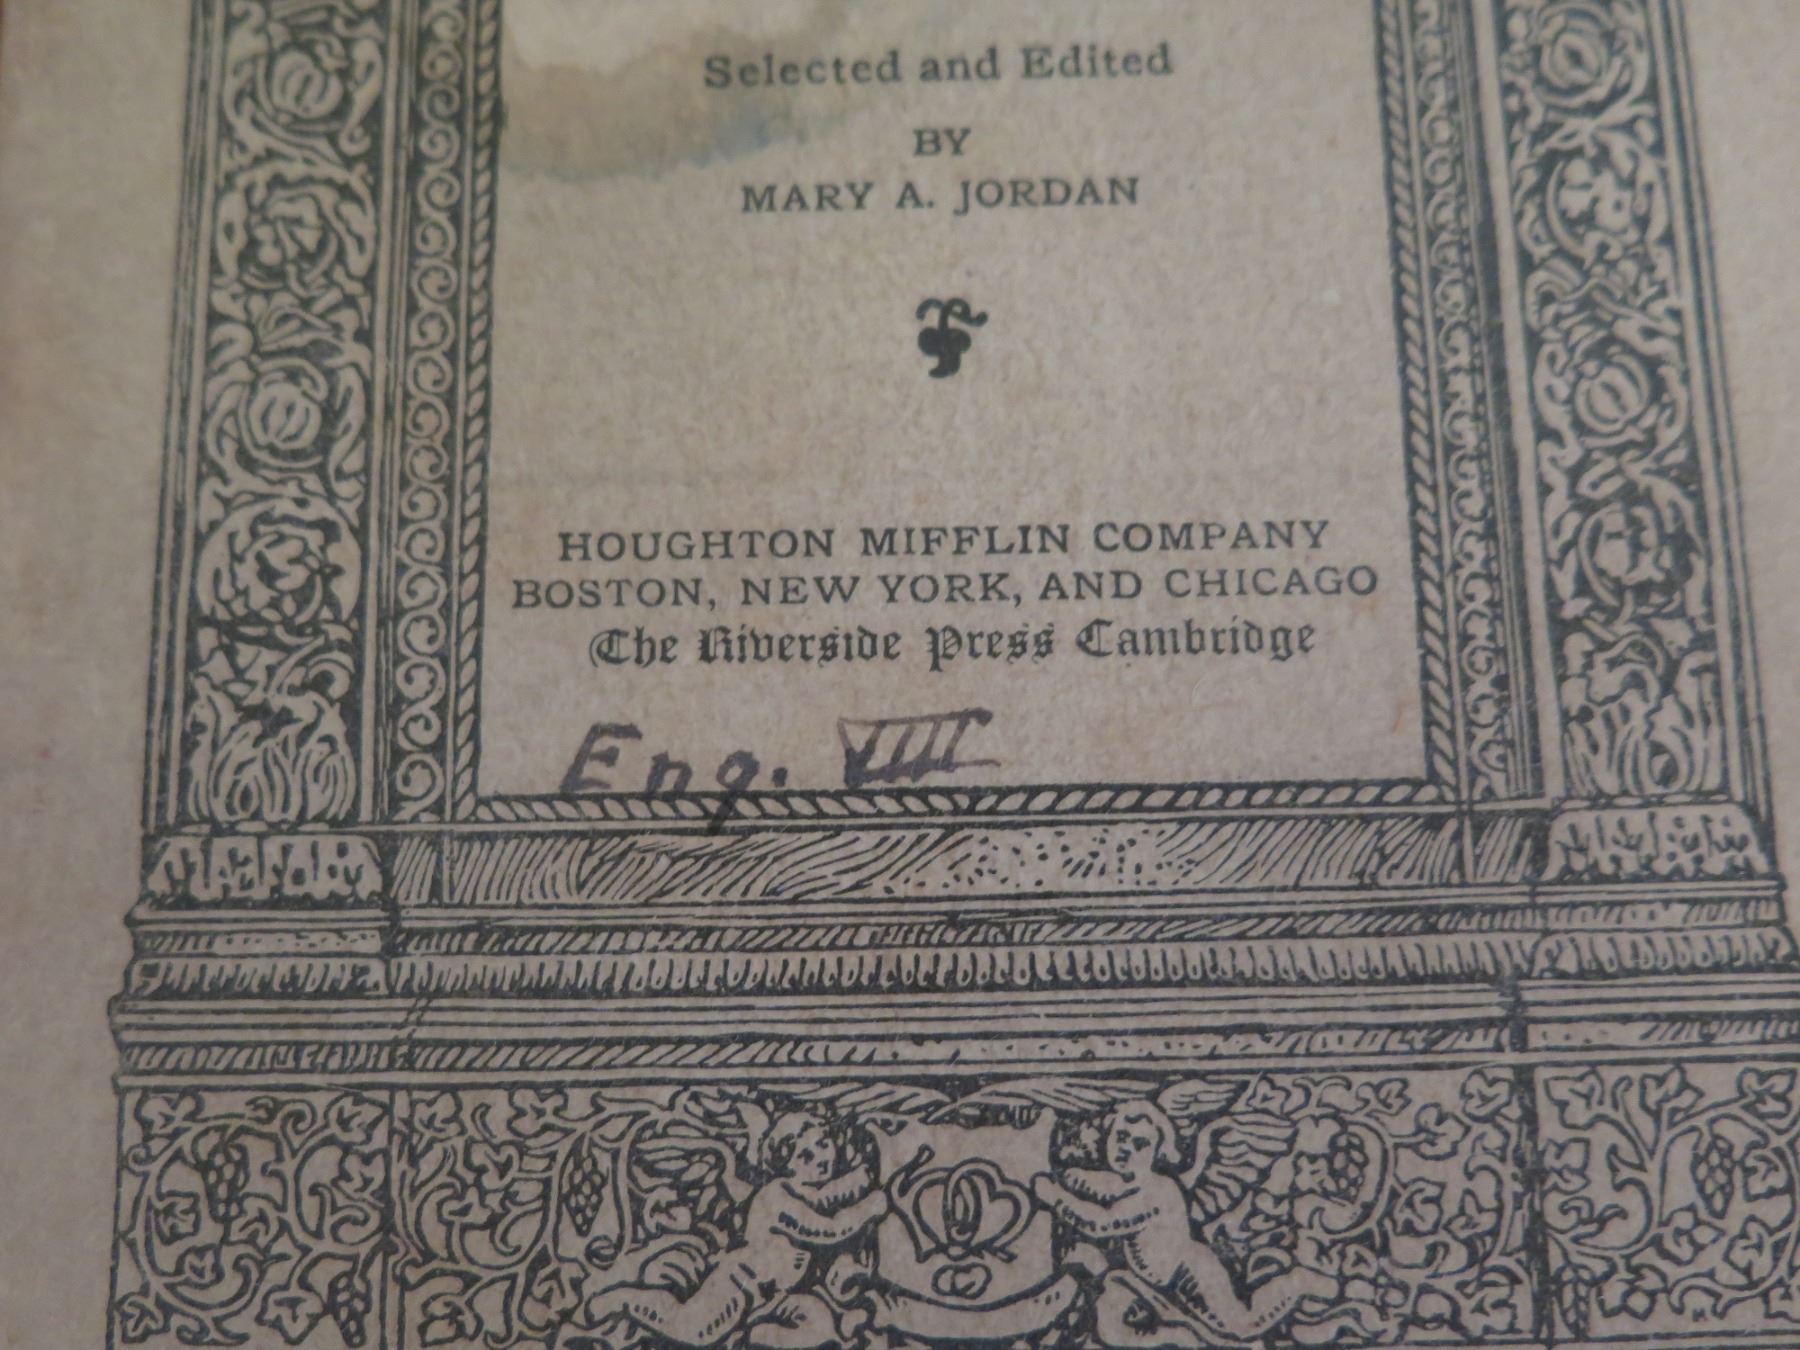 Selected and Edited
BY
MARY A. JORDAN
HOUGHTON MIFFLIN COMPANY
BOSTON, NEW YORK, AND CHICAGO
The Riverside Press Cambridge
Eng. VIII